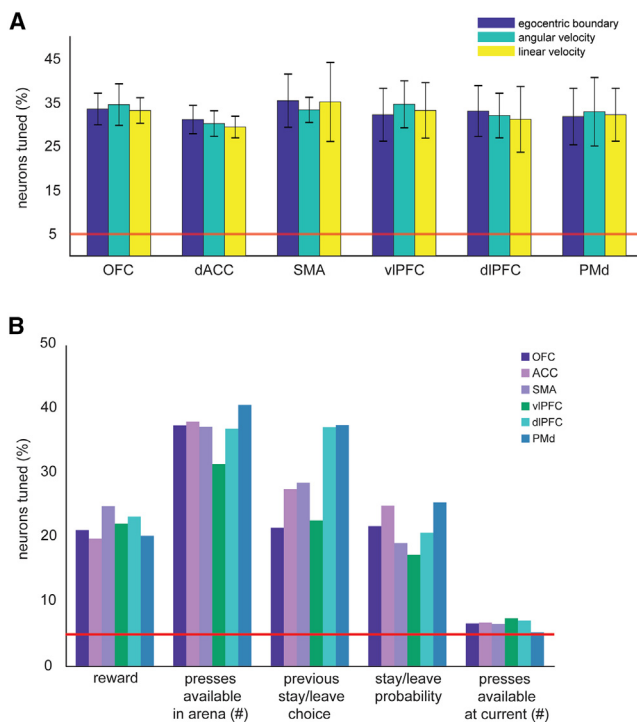 A
egocentric boundary
angular velocity
linear velocity
neurons tuned (%)
45
35
25
15
5
OFC dACC SMA vlPFC dlPFC PMd
B
neurons tuned (%)
50
40
30
20
10
0
OFC
ACC
SMA
vlPFC
dlPFC
PMd
reward presses previous stay/leave presses
available stay/leave probability available
in arena (#) choice at current (#)